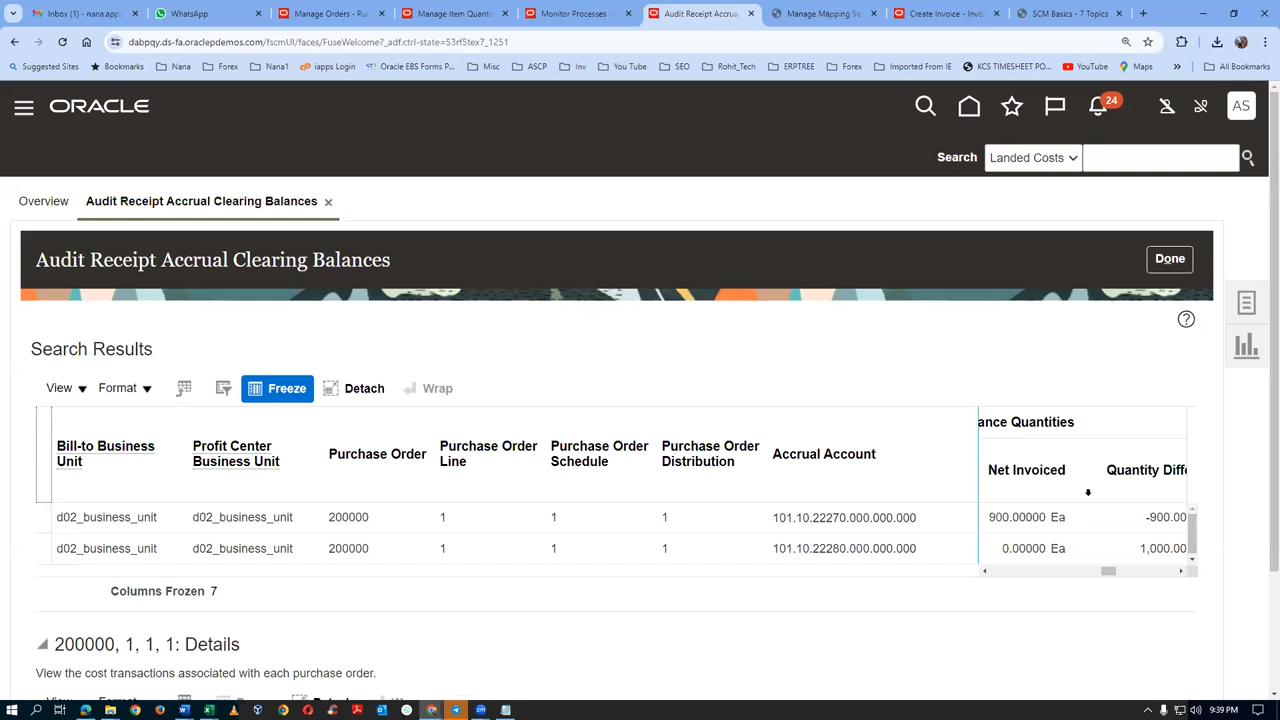 Inbox (1) -
WhatsApp
Manage Orders - Pu
Manage Item Quanti
Monitor Processes - S
Audit Receipt Accrua
Manage Mapping Se
Create Invoice - Invo
SCM Basics - 7 Topics
dabpqy.ds-fa.oraclepdemos.com/fscmUI/faces/FuseWelcome?_adf.ctrl-state=53rf5tex7_1251
Suggested Sites
Bookmarks
Nana
Forex
Nana1
iapps Login
Oracle EBS Forms P...
Misc
ASCP
Inv
You Tube
SEO
Rohit_Tech
ERPTREE
Forex
Imported From IE
KCS TIMESHEET PO...
YouTube
Maps
All Bookmarks
ORACLE
24
AS
Search
Landed Costs
Overview
Audit Receipt Accrual Clearing Balances
Audit Receipt Accrual Clearing Balances
Done
Search Results
View
Format
Freeze
Detach
Wrap
Bill-to Business Unit
Profit Center Business Unit
Purchase Order
Purchase Order Line
Purchase Order Schedule
Purchase Order Distribution
Accrual Account
ance Quantities
Net Invoiced
Quantity Diffe
d02_business_unit d02_business_unit 200000 1 1 1 101.10.22270.000.000.000 900.00000 Ea -900.00
d02_business_unit d02_business_unit 200000 1 1 1 101.10.22280.000.000.000 0.00000 Ea 1,000.00
Columns Frozen 7
200000, 1, 1, 1: Details
View the cost transactions associated with each purchase order.
9:39 PM